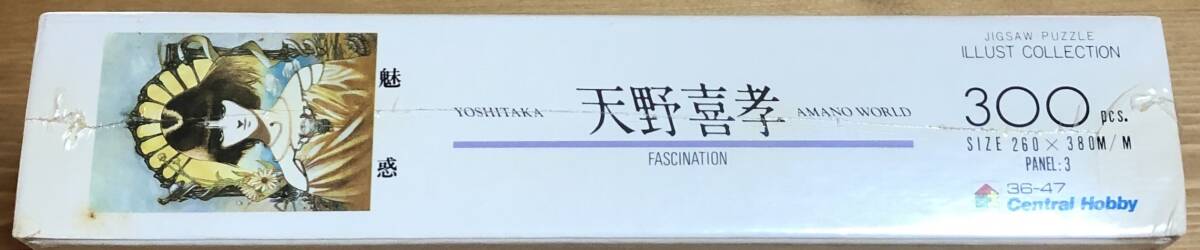 魅惑
YOSHITAKA 天野喜孝 AMANO WORLD
FASCINATION
JIGSAW PUZZLE
ILLUST COLLECTION
300 pcs.
SIZE 260 × 380M/M
PANEL:3
36-47
Central Hobby